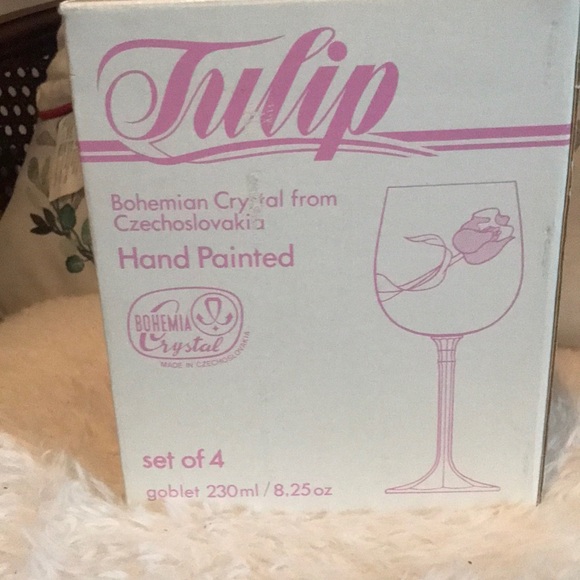 Tulip
Bohemian Crystal from
Czechoslovakia
Hand Painted
BOHEMIA
Crystal
MADE IN CZECHOSLOVAKIA
set of 4
goblet 230ml / 8,25oz